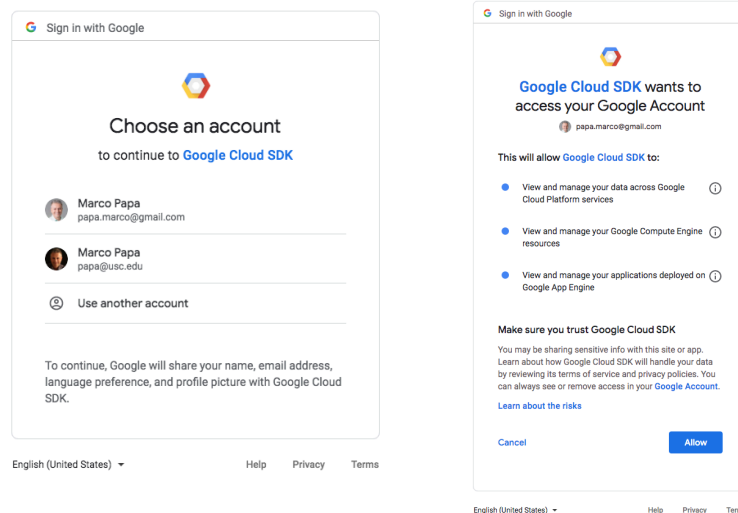 Sign in with Google
Choose an account
to continue to Google Cloud SDK
Marco Papa
papa.marco@gmail.com
Marco Papa
papa@usc.edu
Use another account
To continue, Google will share your name, email address,
language preference, and profile picture with Google Cloud
SDK.
English (United States)
Help Privacy Terms
Sign in with Google
Google Cloud SDK wants to
access your Google Account
papa.marco@gmail.com
This will allow Google Cloud SDK to:
View and manage your data across Google
Cloud Platform services
View and manage your Google Compute Engine
resources
View and manage your applications deployed on
Google App Engine
Make sure you trust Google Cloud SDK
You may be sharing sensitive info with this site or app.
Learn about how Google Cloud SDK will handle your data
by reviewing its terms of service and privacy policies. You
can always see or remove access in your Google Account.
Learn about the risks
Cancel Allow
English (United States)
Help Privacy